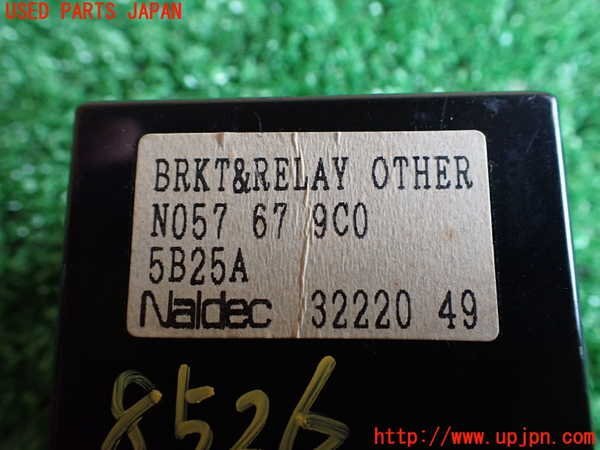 USED PARTS JAPAN
BRKT&RELAY OTHER
N057 67 9C0
5B25A
Naldec 32220 49
8526
http://www.upjpn.com/